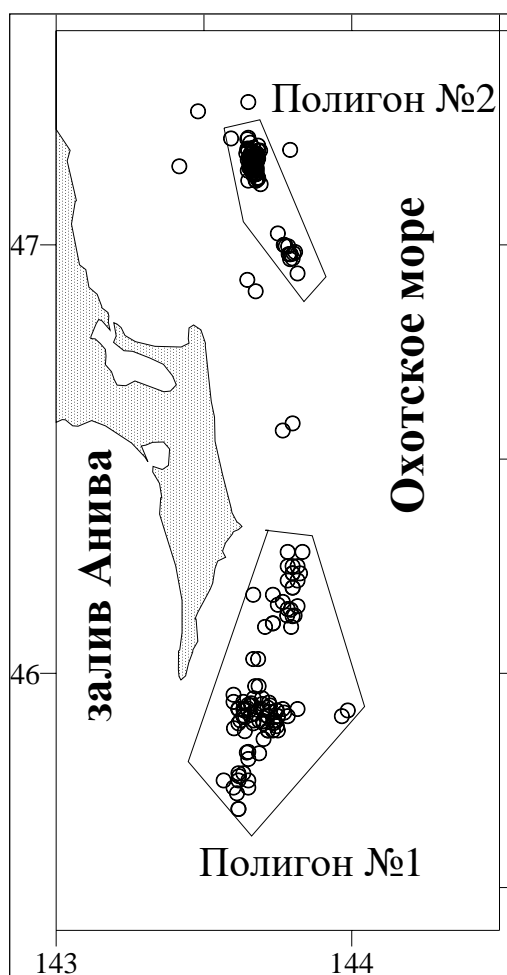 Полигон №2
47
Охотское море
залив Анива
46
Полигон №1
143
144